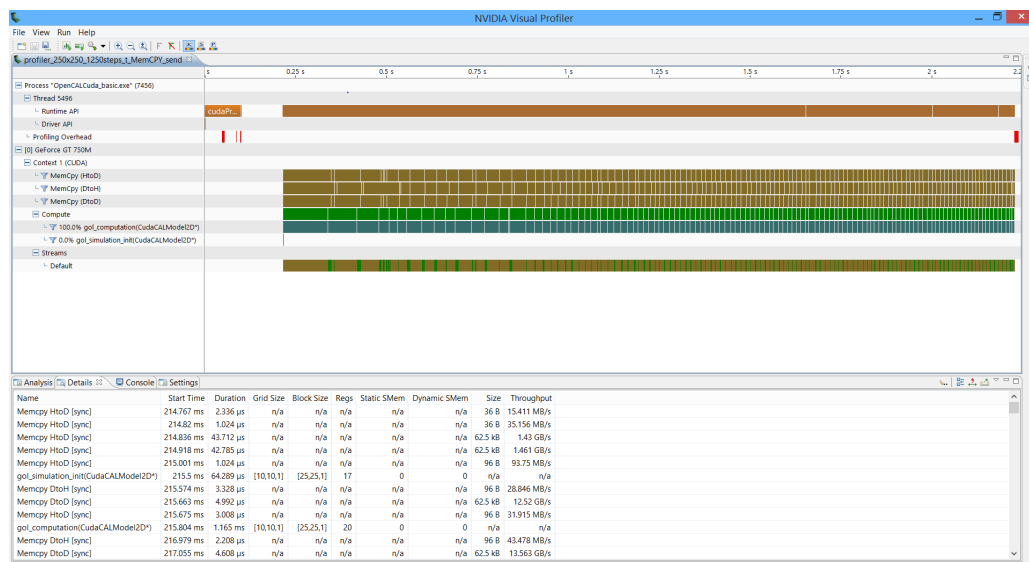 NVIDIA Visual Profiler
File View Run Help
profiler_250x250_1250steps_t_MemCPY_send
s 0.25 s 0.5 s 0.75 s 1 s 1.25 s 1.5 s 1.75 s 2 s 2.2
Process "OpenCALCuda_basic.exe" (7456)
Thread 5496
Runtime API cudaPr...
Driver API
Profiling Overhead
[0] GeForce GT 750M
Context 1 (CUDA)
MemCpy (HtoD)
MemCpy (DtoH)
MemCpy (DtoD)
Compute
100.0% gol_computation(CudaCALModel2D*)
0.0% gol_simulation_init(CudaCALModel2D*)
Streams
Default
Analysis Details Console Settings
Name Start Time Duration Grid Size Block Size Regs Static SMem Dynamic SMem Size Throughput
Memcpy HtoD [sync] 214.767 ms 2.336 µs n/a n/a n/a n/a n/a 36 B 15.411 MB/s
Memcpy HtoD [sync] 214.82 ms 1.024 µs n/a n/a n/a n/a n/a 36 B 35.156 MB/s
Memcpy HtoD [sync] 214.836 ms 43.712 µs n/a n/a n/a n/a n/a 62.5 kB 1.43 GB/s
Memcpy HtoD [sync] 214.918 ms 42.785 µs n/a n/a n/a n/a n/a 62.5 kB 1.461 GB/s
Memcpy HtoD [sync] 215.001 ms 1.024 µs n/a n/a n/a n/a n/a 96 B 93.75 MB/s
gol_simulation_init(CudaCALModel2D*) 215.5 ms 64.289 µs [10,10,1] [25,25,1] 17 0 0 n/a n/a
Memcpy DtoH [sync] 215.574 ms 3.328 µs n/a n/a n/a n/a n/a 96 B 28.846 MB/s
Memcpy DtoD [sync] 215.663 ms 4.992 µs n/a n/a n/a n/a n/a 62.5 kB 12.52 GB/s
Memcpy HtoD [sync] 215.675 ms 3.008 µs n/a n/a n/a n/a n/a 96 B 31.915 MB/s
gol_computation(CudaCALModel2D*) 215.804 ms 1.165 ms [10,10,1] [25,25,1] 20 0 0 n/a n/a
Memcpy DtoH [sync] 216.979 ms 2.208 µs n/a n/a n/a n/a n/a 96 B 43.478 MB/s
Memcpy DtoD [sync] 217.055 ms 4.608 µs n/a n/a n/a n/a n/a 62.5 kB 13.563 GB/s